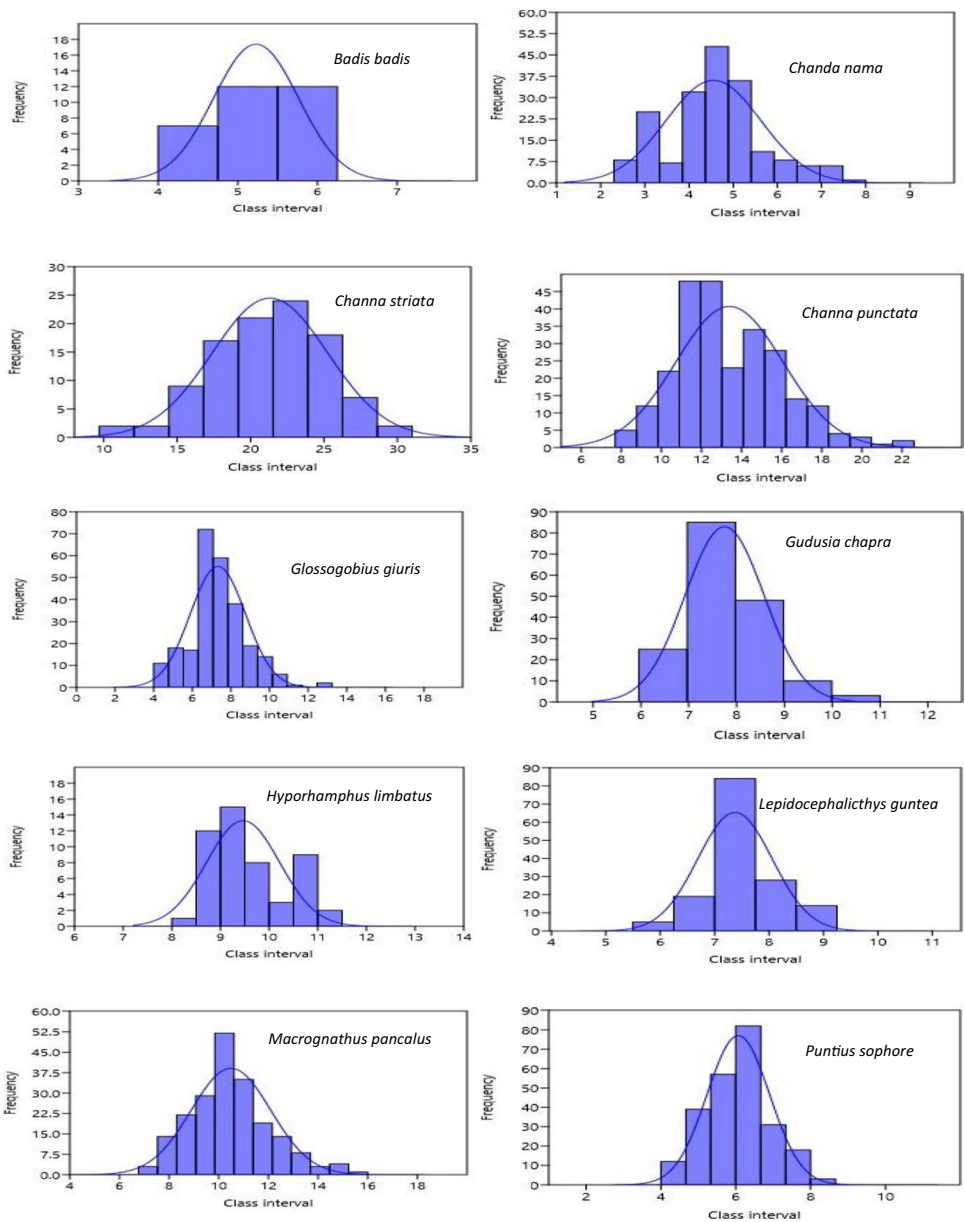 Badis badis
Frequency
18
16
14
12
10
8
6
4
2
0
3 4 5 6 7
Class interval
Chanda nama
Frequency
60.0
52.5
45.0
37.5
30.0
22.5
15.0
7.5
0.0
1 2 3 4 5 6 7 8 9
Class interval
Channa striata
Frequency
30
25
20
15
10
5
0
10 15 20 25 30 35
Class interval
Channa punctata
Frequency
45
40
35
30
25
20
15
10
5
0
6 8 10 12 14 16 18 20 22
Class interval
Glossogobius giuris
Frequency
80
70
60
50
40
30
20
10
0
0 2 4 6 8 10 12 14 16 18
Class interval
Gudusia chapra
Frequency
90
80
70
60
50
40
30
20
10
0
5 6 7 8 9 10 11 12
Class interval
Hyporhamphus limbatus
Frequency
18
16
14
12
10
8
6
4
2
0
6 6 7 8 9 10 11 12 13 14
Class interval
Lepidocephalicthys guntea
Frequency
90
80
70
60
50
40
30
20
10
0
4 5 6 7 8 9 10 11
Class interval
Macrognathus pancalus
Frequency
60.0
52.5
45.0
37.5
30.0
22.5
15.0
7.5
0.0
4 6 8 10 12 14 16 18
Class interval
Puntius sophore
Frequency
90
80
70
60
50
40
30
20
10
0
2 4 6 8 10
Class interval